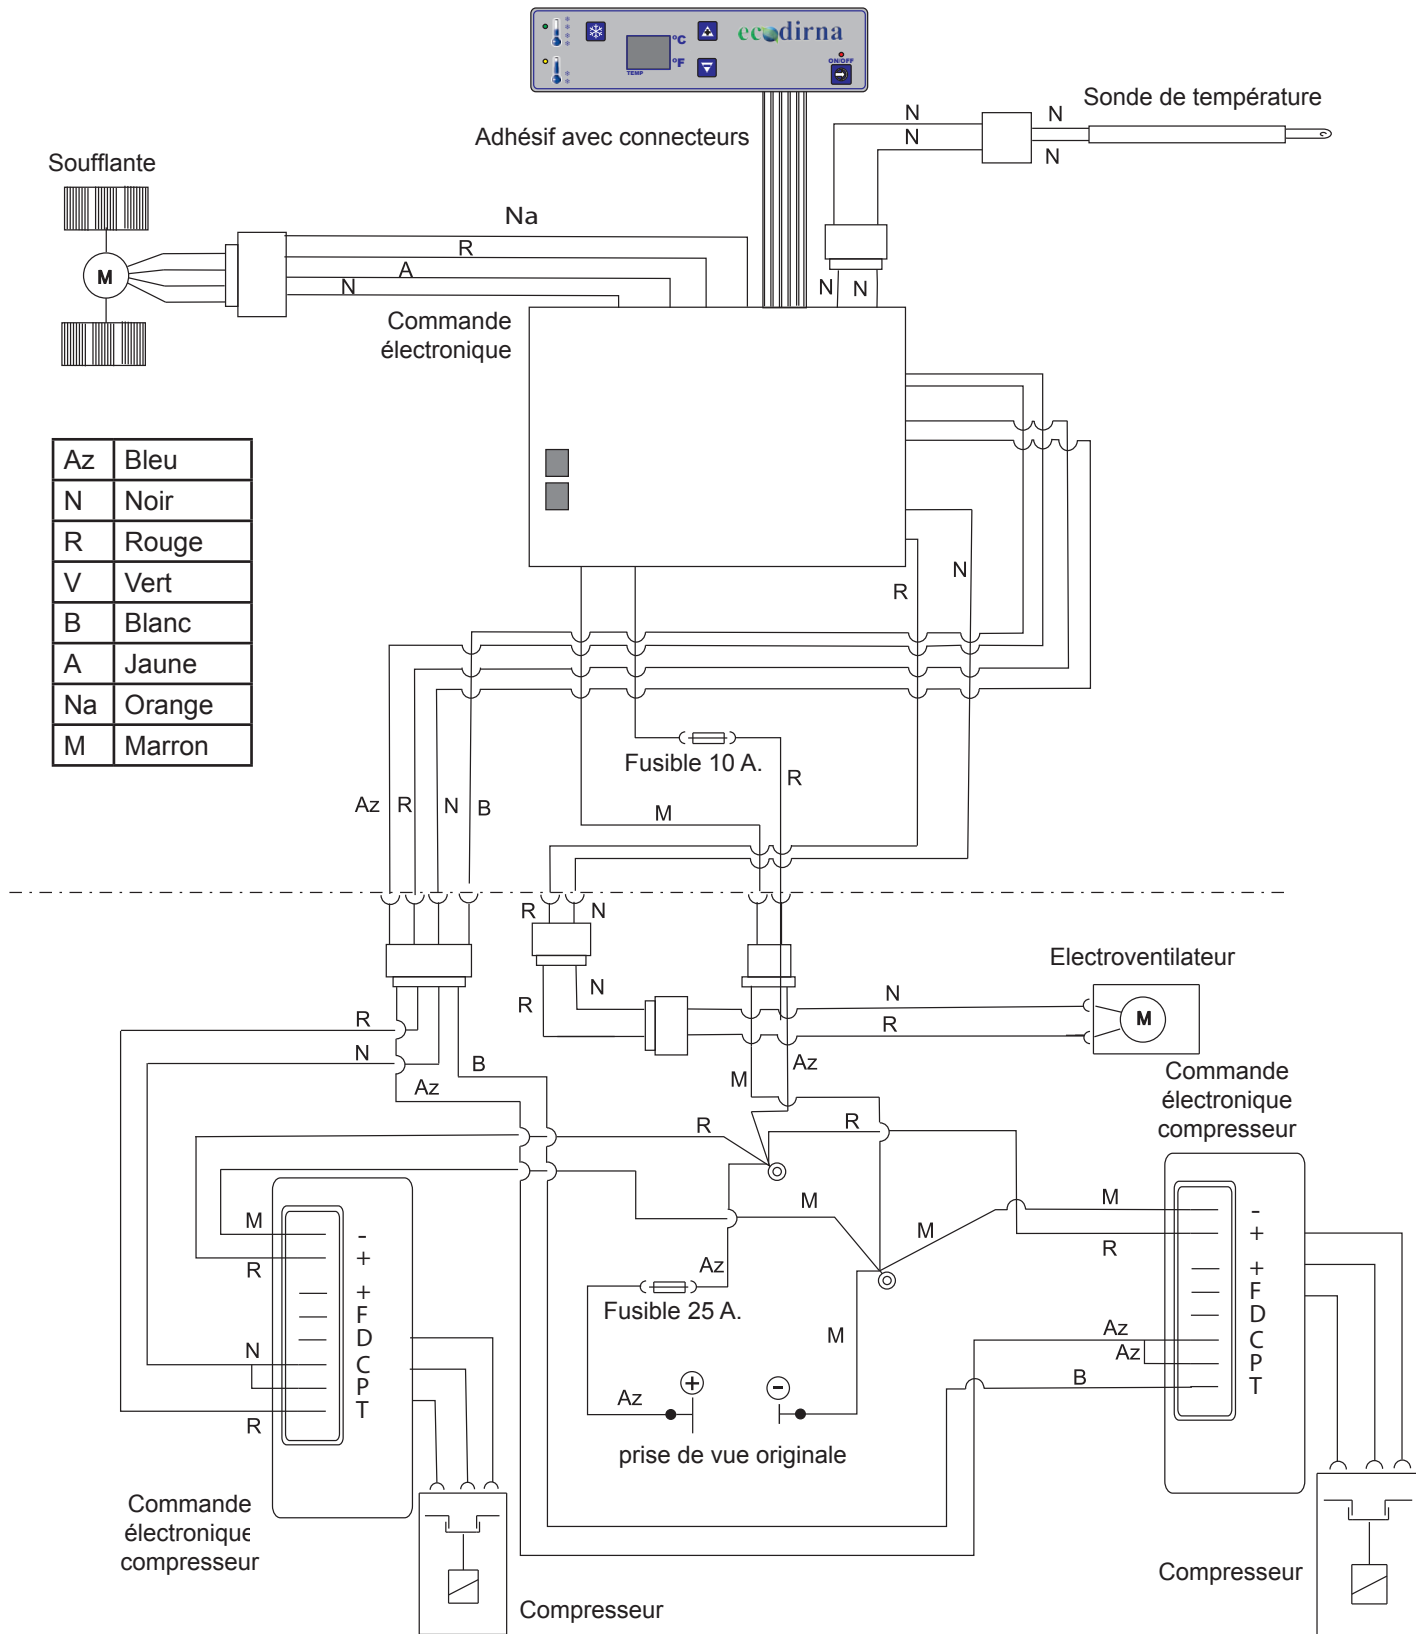 °C
ecodirna
°F
TEMP
ON/OFF
Sonde de température
N
N
N
N
Adhésif avec connecteurs
Soufflante
Na
R
A
N
M
N
N
Commande
électronique
Az Bleu
N Noir
R Rouge
V Vert
B Blanc
A Jaune
Na Orange
M Marron
R
N
Fusible 10 A.
R
Az
R
N
B
M
R
N
Electroventilateur
R
N
N
R
M
R
N
Az
B
M
Az
Commande
électronique
compresseur
R
R
M
M
M
R
-
+
+
F
D
C
P
T
M
R
N
R
-
+
+
F
D
C
P
T
Az
Fusible 25 A.
M
Az
Az
B
+
-
Az
prise de vue originale
Commande
électronique
compresseur
Compresseur
Compresseur